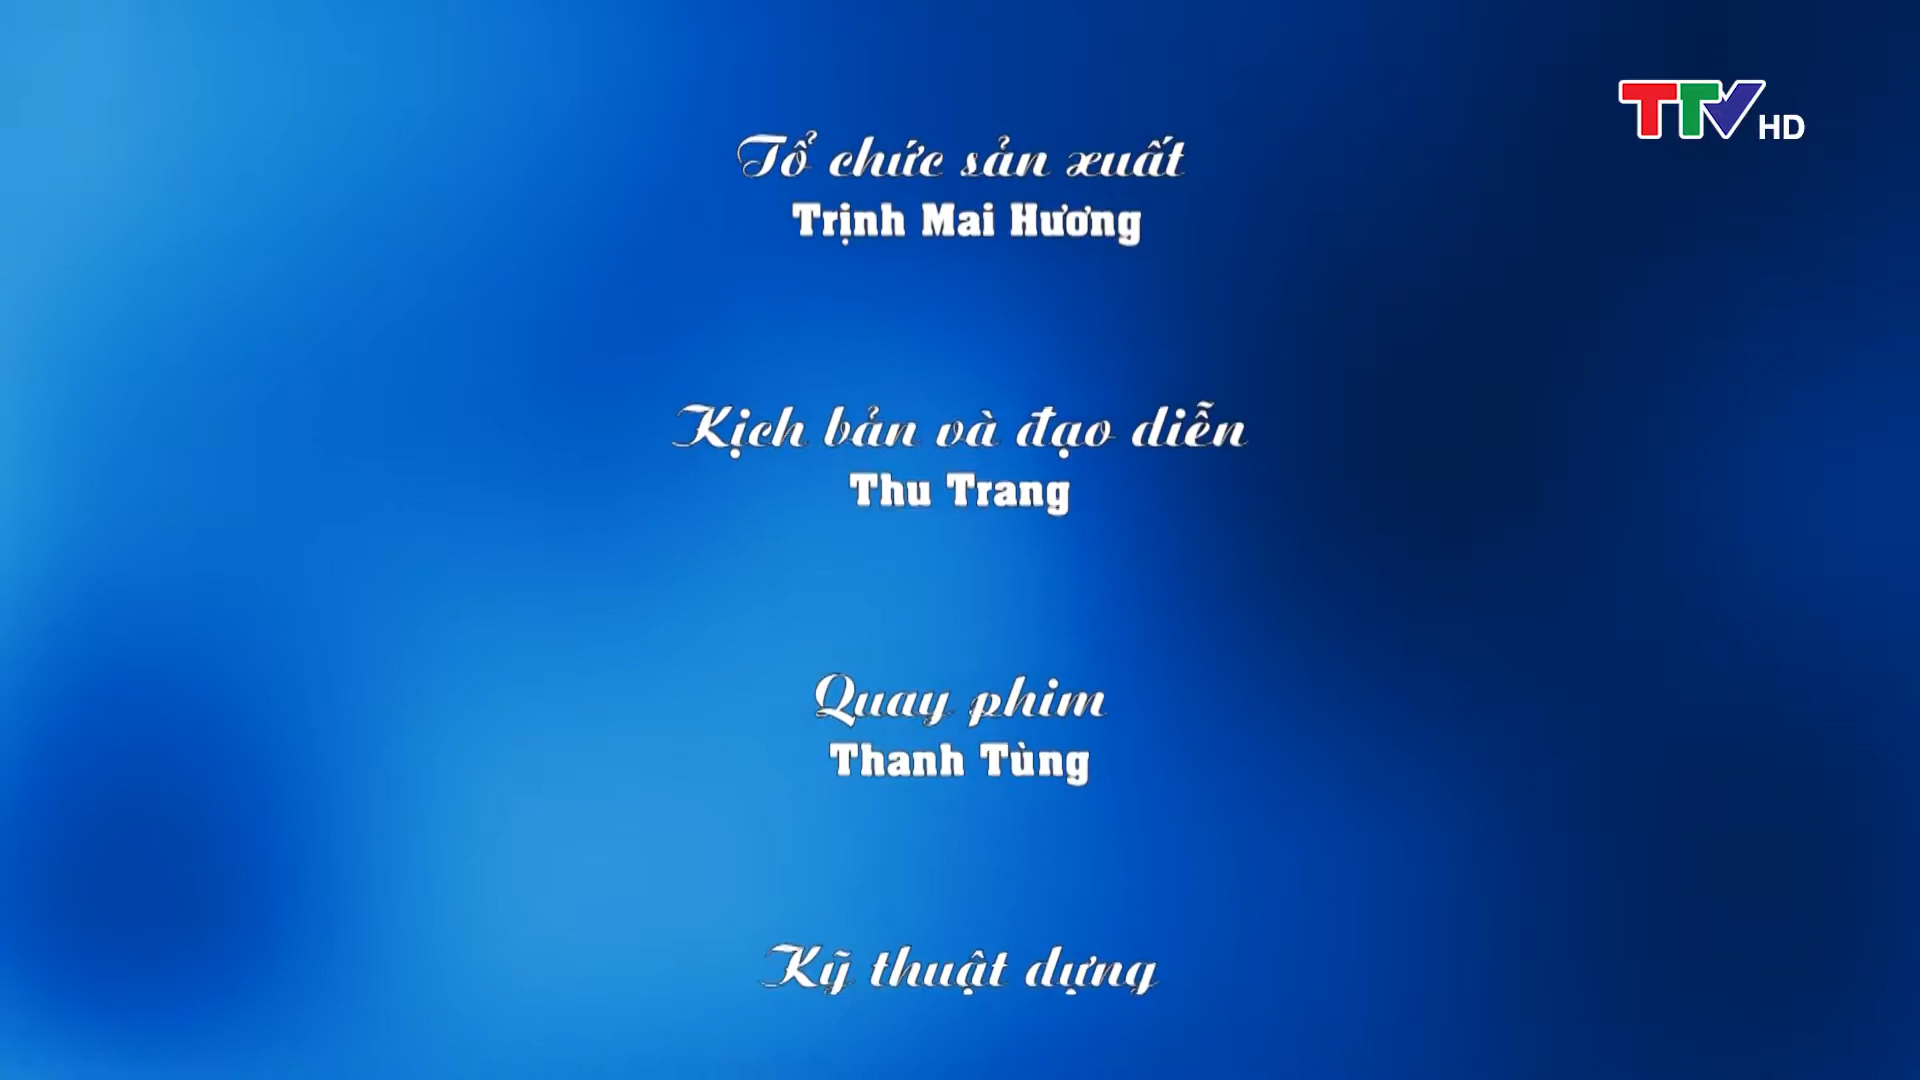 TTV HD
Tổ chức sản xuất
Trịnh Mai Hương
Kịch bản và đạo diễn
Thu Trang
Quay phim
Thanh Tùng
Kỹ thuật dựng